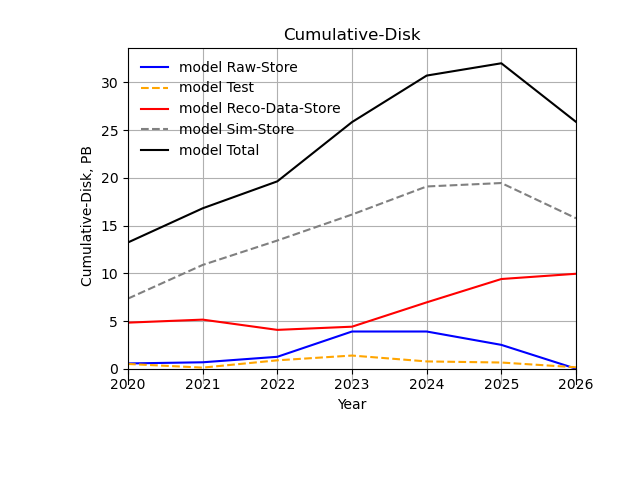 Cumulative-Disk
model Raw-Store
model Test
model Reco-Data-Store
model Sim-Store
model Total
Cumulative-Disk, PB
30
25
20
15
10
5
0
2020 2021 2022 2023 2024 2025 2026
Year